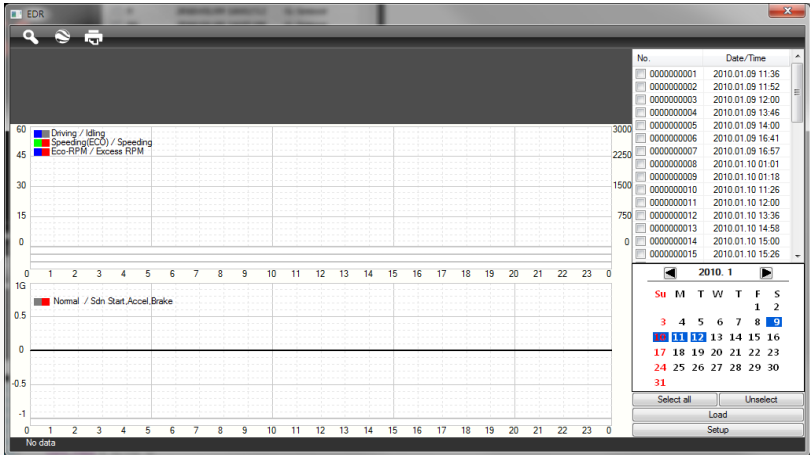 EDR
No. Date/Time
0000000001 2010.01.09 11:36
0000000002 2010.01.09 11:52
0000000003 2010.01.09 12:00
0000000004 2010.01.09 13:46
0000000005 2010.01.09 14:00
0000000006 2010.01.09 16:41
0000000007 2010.01.09 16:57
0000000008 2010.01.10 01:01
0000000009 2010.01.10 01:18
0000000010 2010.01.10 11:26
0000000011 2010.01.10 12:00
0000000012 2010.01.10 13:36
0000000013 2010.01.10 14:58
0000000014 2010.01.10 15:00
0000000015 2010.01.10 15:26
60 Driving / Idling 3000
Speeding(ECO) / Speeding
Eco-RPM / Excess RPM
45 2250
30 1500
15 750
0 0
0 1 2 3 4 5 6 7 8 9 10 11 12 13 14 15 16 17 18 19 20 21 22 23 0
1G
Normal / Sdn Start,Accel,Brake
0.5
0
-0.5
-1
0 1 2 3 4 5 6 7 8 9 10 11 12 13 14 15 16 17 18 19 20 21 22 23 0
2010. 1
Su M T W T F S
1 2
3 4 5 6 7 8 9
10 11 12 13 14 15 16
17 18 19 20 21 22 23
24 25 26 27 28 29 30
31
Select all Unselect
Load
Setup
No data